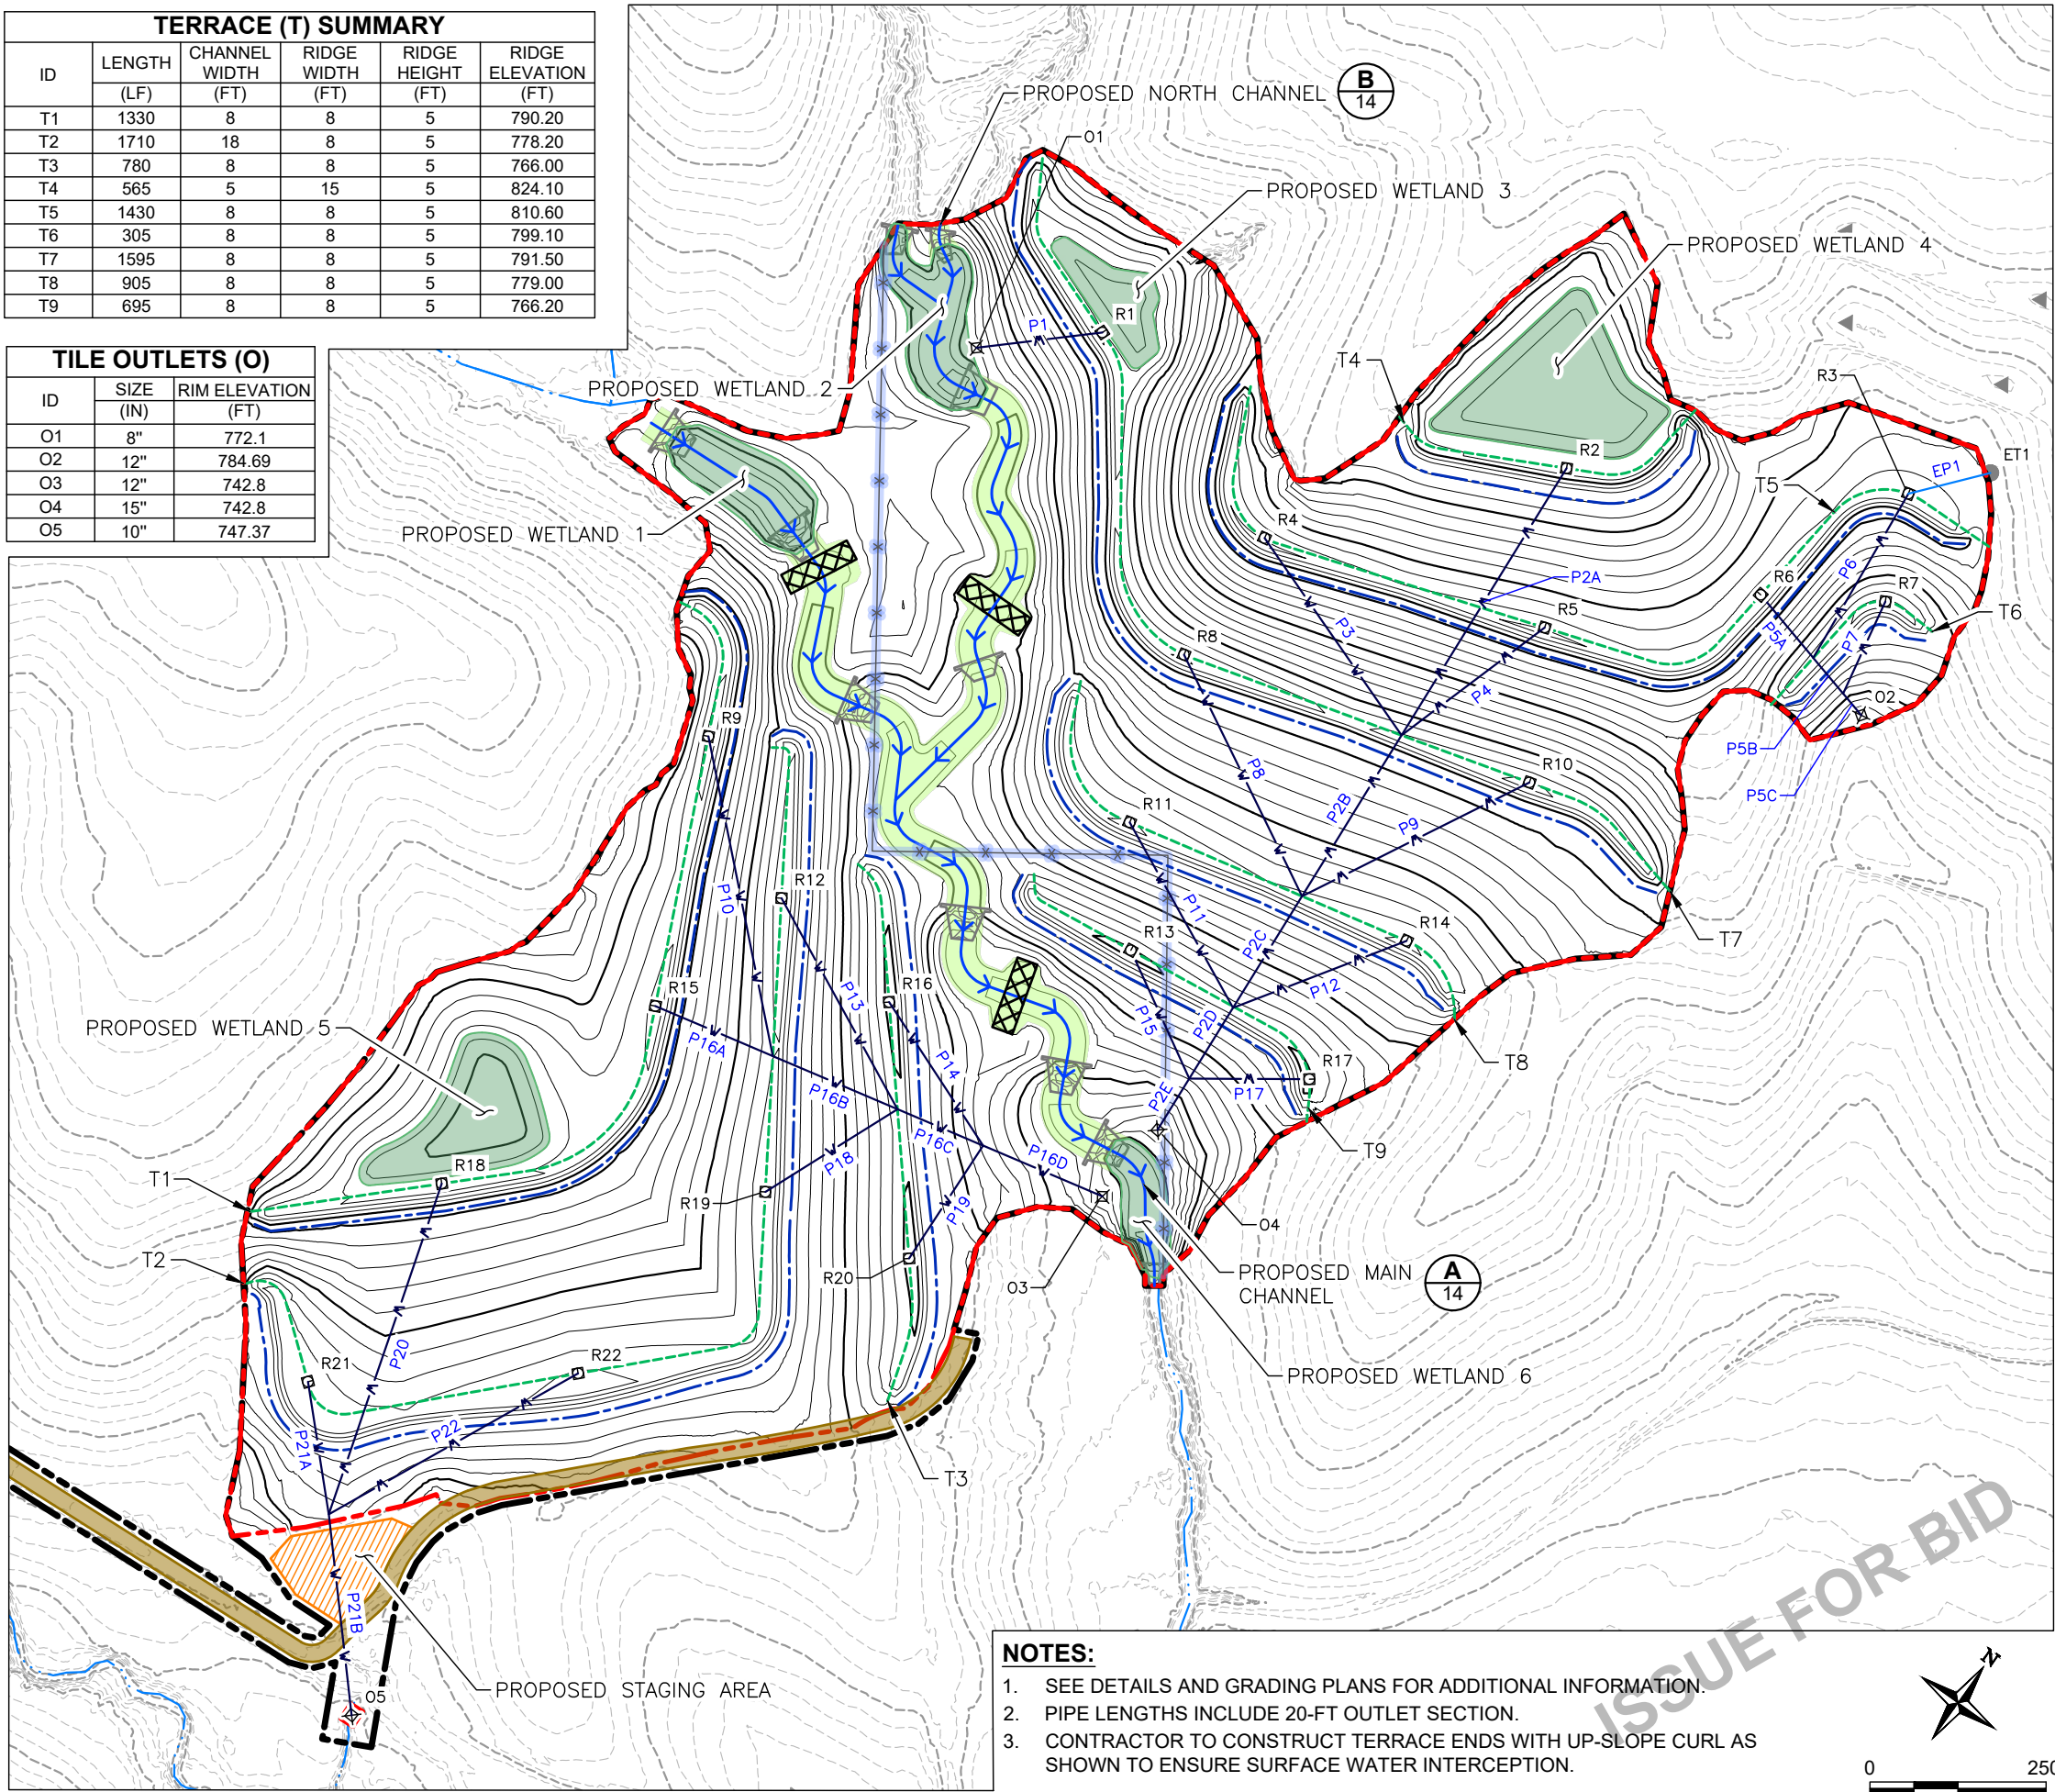 TERRACE (T) SUMMARY
ID LENGTH CHANNEL WIDTH RIDGE WIDTH RIDGE HEIGHT RIDGE ELEVATION
(LF) (FT) (FT) (FT) (FT)
T1 1330 8 8 5 790.20
T2 1710 18 8 5 778.20
T3 780 8 8 5 766.00
T4 565 5 15 5 824.10
T5 1430 8 8 5 810.60
T6 305 8 8 5 799.10
T7 1595 8 8 5 791.50
T8 905 8 8 5 779.00
T9 695 8 8 5 766.20
TILE OUTLETS (O)
ID SIZE RIM ELEVATION
(IN) (FT)
O1 8" 772.1
O2 12" 784.69
O3 12" 742.8
O4 15" 742.8
O5 10" 747.37
PROPOSED NORTH CHANNEL
B
14
O1
PROPOSED WETLAND 3
PROPOSED WETLAND 4
P1
R1
T4
R3
PROPOSED WETLAND 2
R2
ET1
EP1
T5
PROPOSED WETLAND 1
R4
P2A
P6
R6
R7
R5
T6
P3
P5A
P7
R8
P4
O2
R9
P5B
R10
P8
P5C
P2B
R11
P9
R12
P10
P11
R14
R13
P2C
T7
R15
R16
P13
P12
PROPOSED WETLAND 5
P16A
P15
P2D
P14
T8
R17
P16B
P2E
P17
P16C
P18
P16D
T9
R18
T1
R19
P19
O4
T2
R20
O3
PROPOSED MAIN
CHANNEL
A
14
P20
R21
R22
PROPOSED WETLAND 6
P21A
P22
T3
P21B
O5
PROPOSED STAGING AREA
ISSUE FOR BID
NOTES:
1. SEE DETAILS AND GRADING PLANS FOR ADDITIONAL INFORMATION.
2. PIPE LENGTHS INCLUDE 20-FT OUTLET SECTION.
3. CONTRACTOR TO CONSTRUCT TERRACE ENDS WITH UP-SLOPE CURL AS
SHOWN TO ENSURE SURFACE WATER INTERCEPTION.
N
0 250